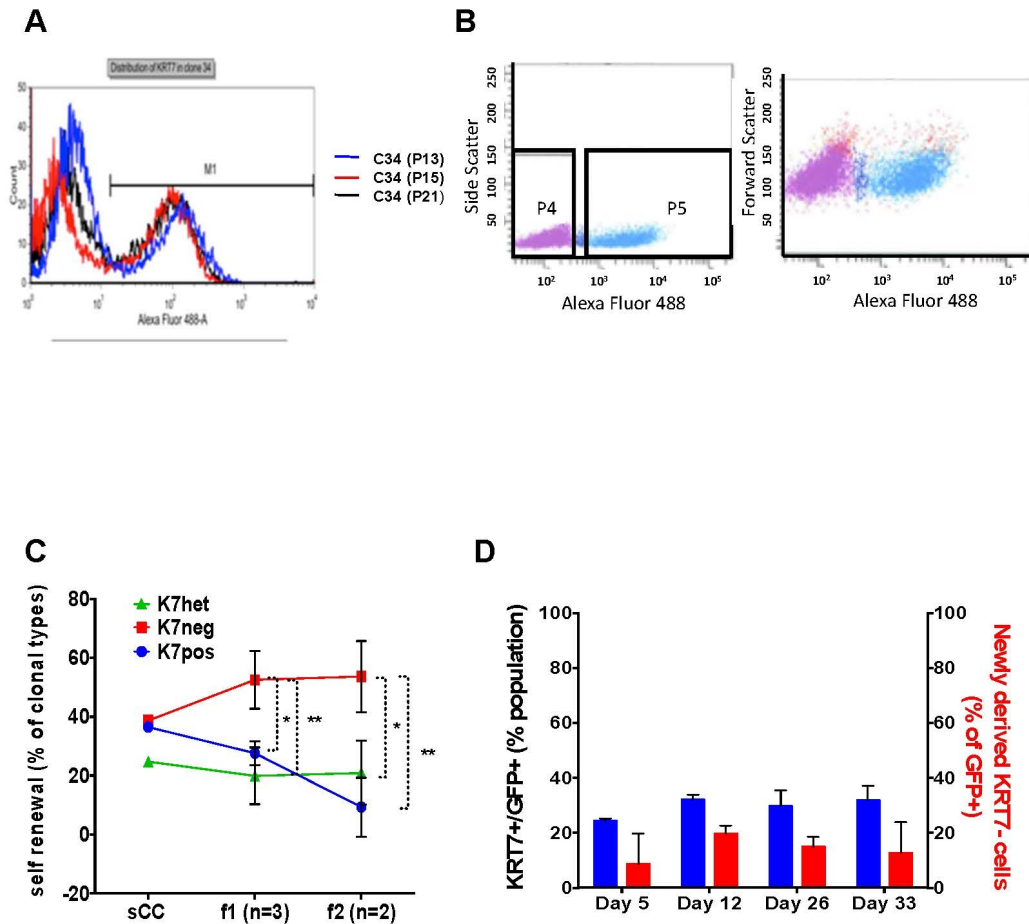 A
Distribution of KRT7 in clone 34
50
40
30
20
10
0
Count
M1
10⁰
10¹
10²
10³
10⁴
Alexa Fluor 488-A
C34 (P13)
C34 (P15)
C34 (P21)
B
Side Scatter
250
200
150
100
50
P4
P5
10²
10³
10⁴
10⁵
Alexa Fluor 488
Forward Scatter
250
200
150
100
50
10²
10³
10⁴
10⁵
Alexa Fluor 488
C
self renewal (% of clonal types)
80
60
40
20
0
-20
K7het
K7neg
K7pos
*
**
*
**
sCC
f1 (n=3)
f2 (n=2)
D
KRT7+/GFP+ (% population)
100
80
60
40
20
0
Day 5
Day 12
Day 26
Day 33
100
80
60
40
20
0
Newly derived KRT7- cells
(% of GFP+)